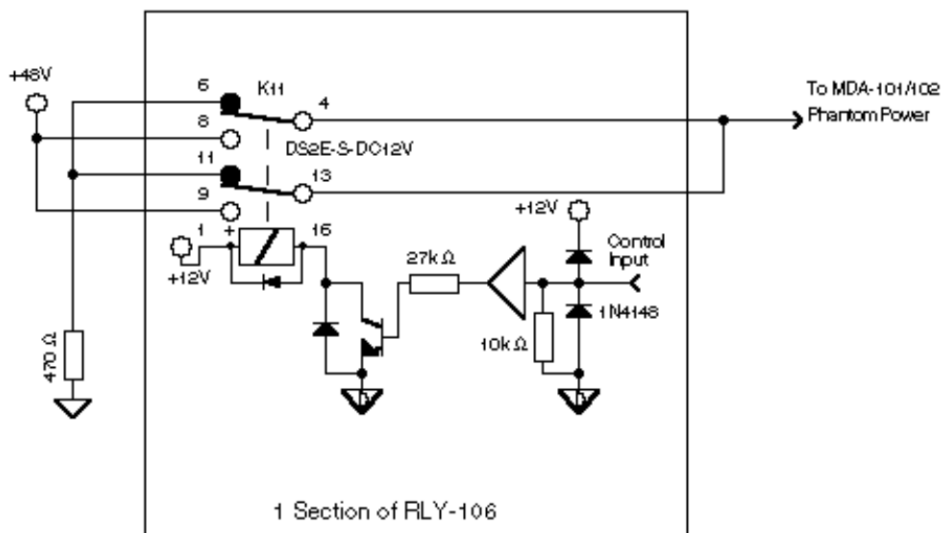 +48V
6
K11
4
To MDA-101/102
Phantom Power
8
DS2E-S-DC12V
11
13
9
+12V
1
+
16
Control
Input
+12V
27kΩ
1N4148
470 Ω
10kΩ
1 Section of RLY-106